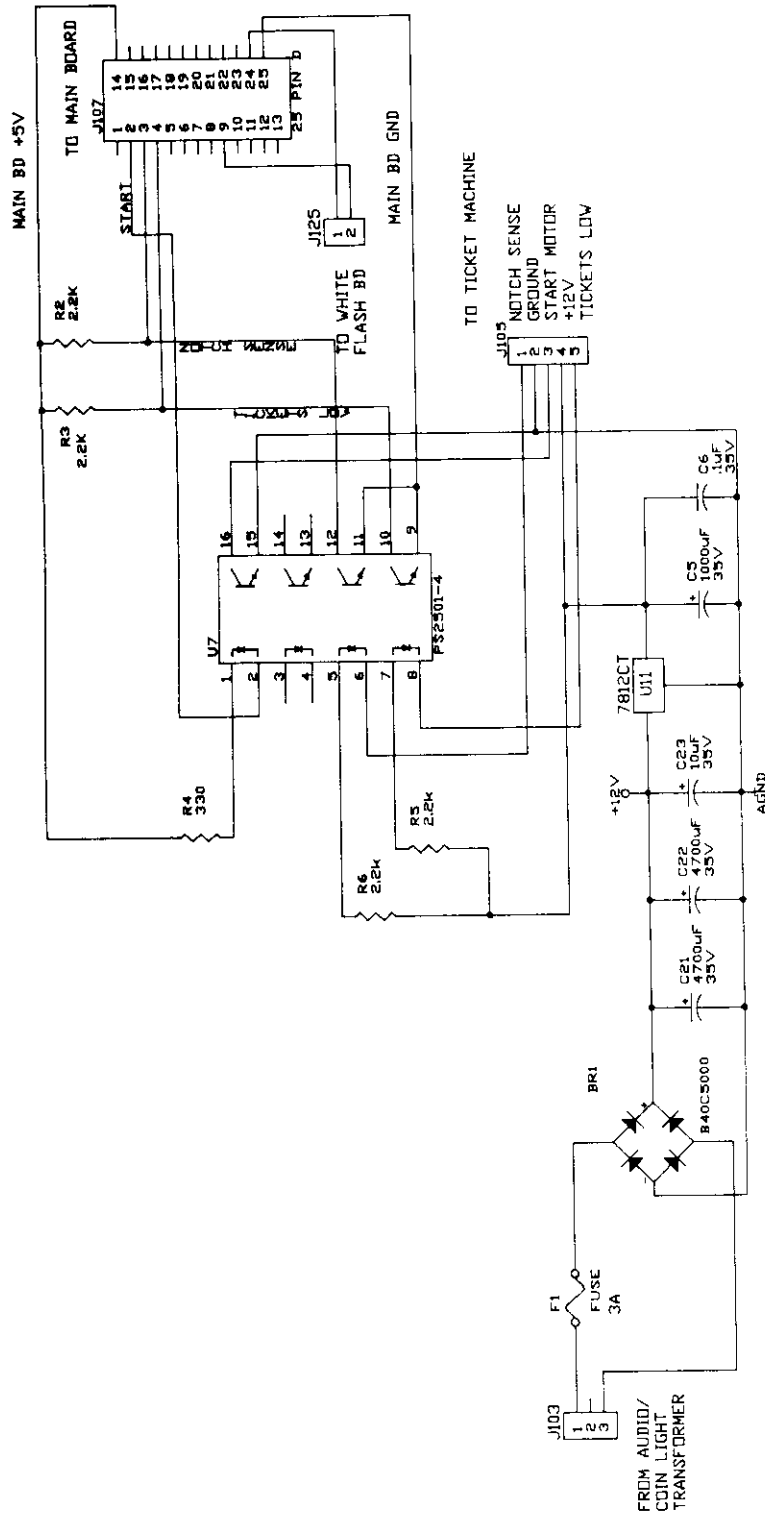 MAIN BD +5V
TO MAIN BOARD
J107
1
2
3
4
5
6
7
8
9
10
11
12
13
14
15
16
17
18
19
20
21
22
23
24
25
25 PIN D
START
R2
2.2K
R3
2.2K
J125
1
2
TO WHITE
FLASH BD
MAIN BD GND
R4
330
U7
1
2
3
4
5
6
7
8
16
15
14
13
12
11
10
9
PS2501-4
R5
2.2k
R6
2.2k
TO TICKET MACHINE
J105
1
2
3
4
5
NOTCH SENSE
GROUND
START MOTOR
+12V
TICKETS LOW
F1
FUSE
3A
J103
1
2
3
FROM AUDIO/
COIN LIGHT
TRANSFORMER
BR1
+
-
B40C5000
+
C21
4700uF
35V
+
C22
4700uF
35V
+12V
+
C23
10uF
35V
AGND
7812CT
U11
+
C5
1000uF
35V
C6
.1uF
35V